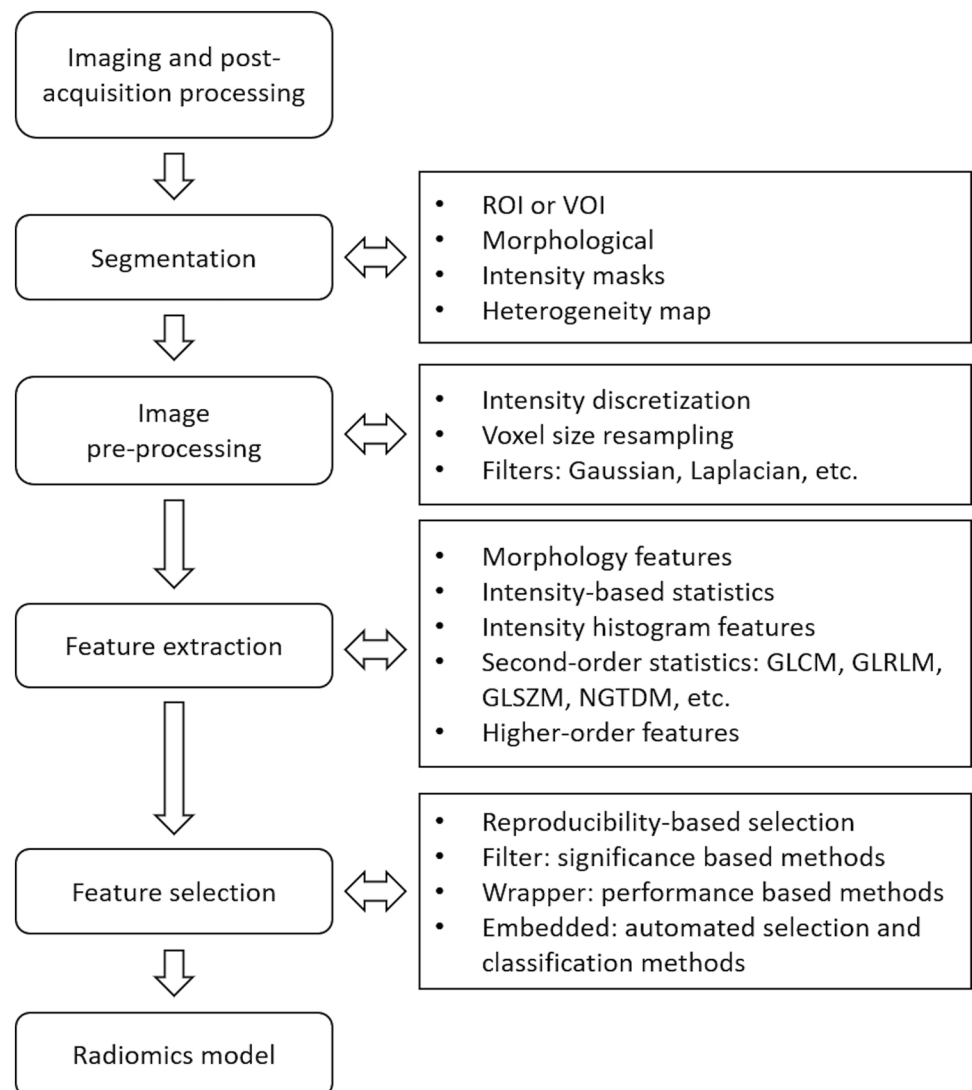 Imaging and post-
acquisition processing
Segmentation
• ROI or VOI
• Morphological
• Intensity masks
• Heterogeneity map
Image
pre-processing
• Intensity discretization
• Voxel size resampling
• Filters: Gaussian, Laplacian, etc.
Feature extraction
• Morphology features
• Intensity-based statistics
• Intensity histogram features
• Second-order statistics: GLCM, GLRLM,
GLSZM, NGTDM, etc.
• Higher-order features
Feature selection
• Reproducibility-based selection
• Filter: significance based methods
• Wrapper: performance based methods
• Embedded: automated selection and
classification methods
Radiomics model